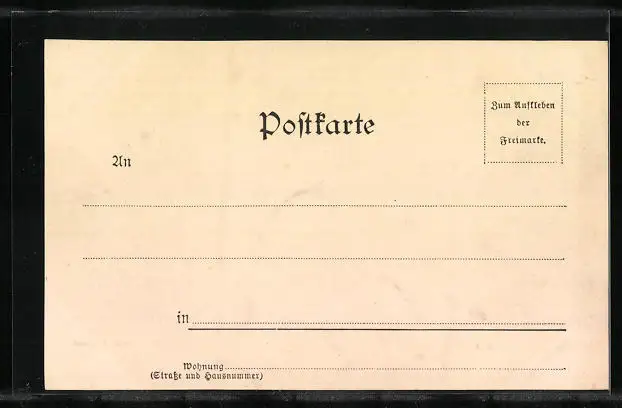 Postkarte
Zum Aufkleben
der
Freimarke.
An
in
Wohnung
(Straße und Hausnummer)